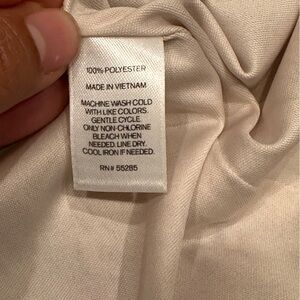 100% POLYESTER
MADE IN VIETNAM
MACHINE WASH COLD
WITH LIKE COLORS.
GENTLE CYCLE.
ONLY NON-CHLORINE
BLEACH WHEN
NEEDED. LINE DRY.
COOL IRON IF NEEDED.
RN# 55285